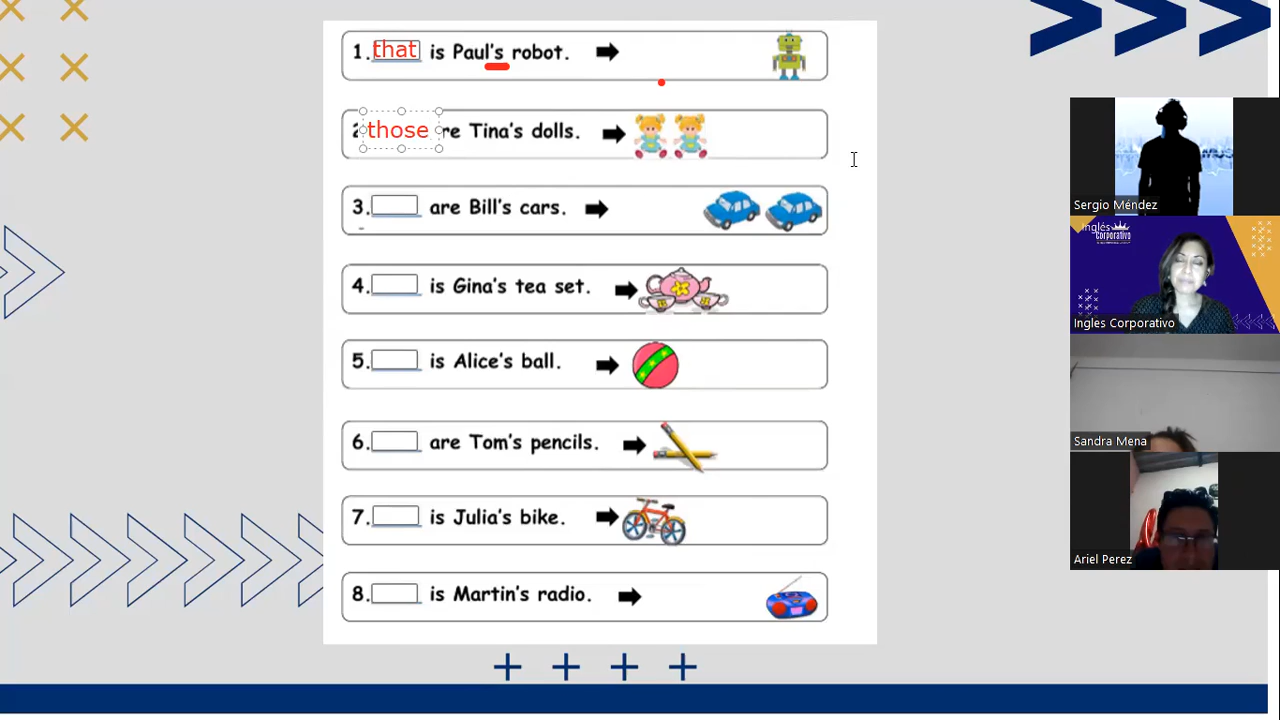 1. that is Paul's robot.
2 those re Tina's dolls.
3. are Bill's cars.
4. is Gina's tea set.
5. is Alice's ball.
6. are Tom's pencils.
7. is Julia's bike.
8. is Martin's radio.
Sergio Méndez
Inglés
Corporativo
Ingles Corporativo
Sandra Mena
Ariel Perez